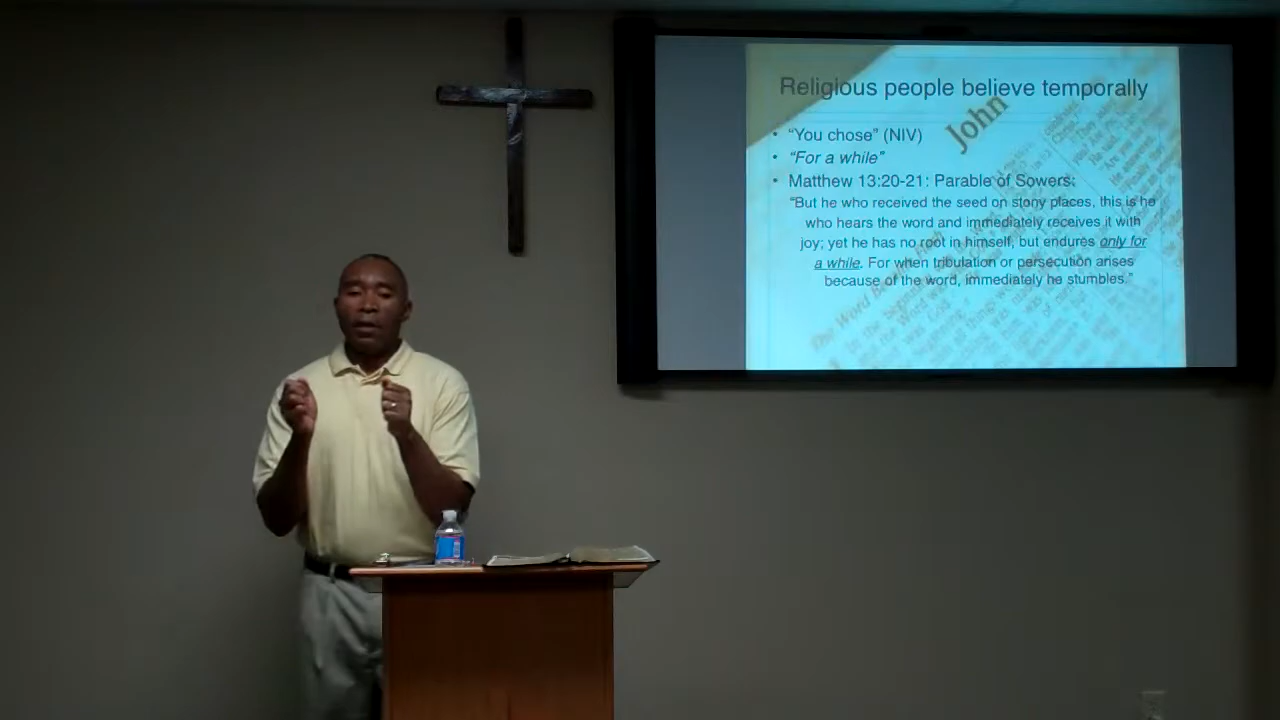 Religious people believe temporally
• “You chose” (NIV)
• “For a while”
• Matthew 13:20-21: Parable of Sowers:
“But he who received the seed on stony places, this is he
who hears the word and immediately receives it with
joy; yet he has no root in himself, but endures only for
a while. For when tribulation or persecution arises
because of the word, immediately he stumbles.”
John